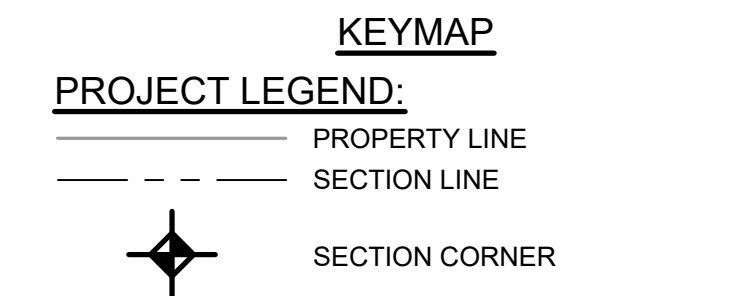 KEYMAP
PROJECT LEGEND:
PROPERTY LINE
SECTION LINE
SECTION CORNER